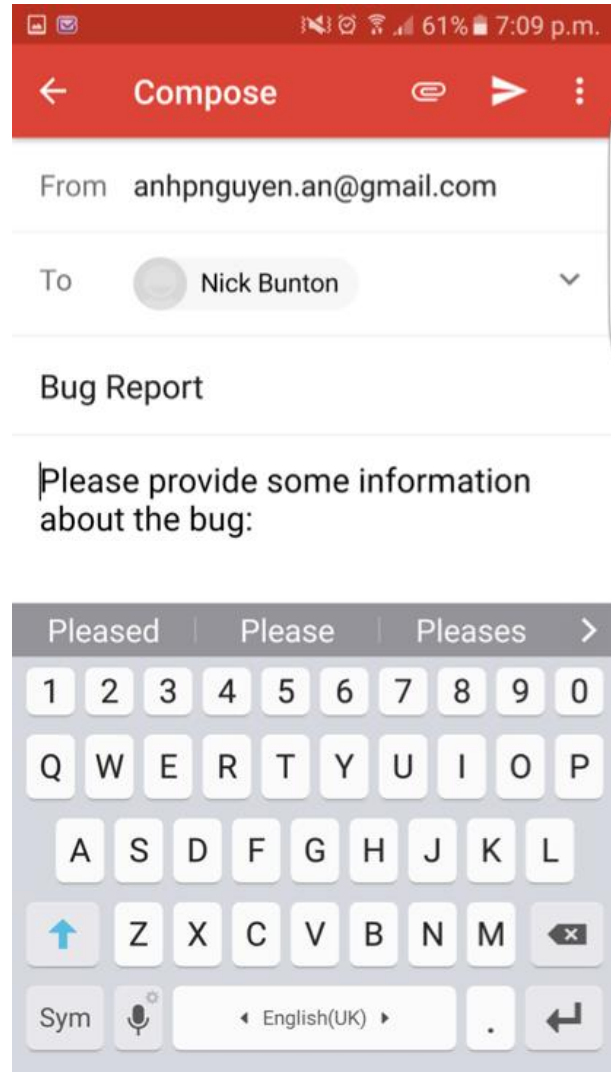 61% 7:09 p.m.
Compose
From anhpnguyen.an@gmail.com
To Nick Bunton
Bug Report
Please provide some information
about the bug:
Pleased Please Pleases
1 2 3 4 5 6 7 8 9 0
Q W E R T Y U I O P
A S D F G H J K L
Z X C V B N M
Sym English(UK) .